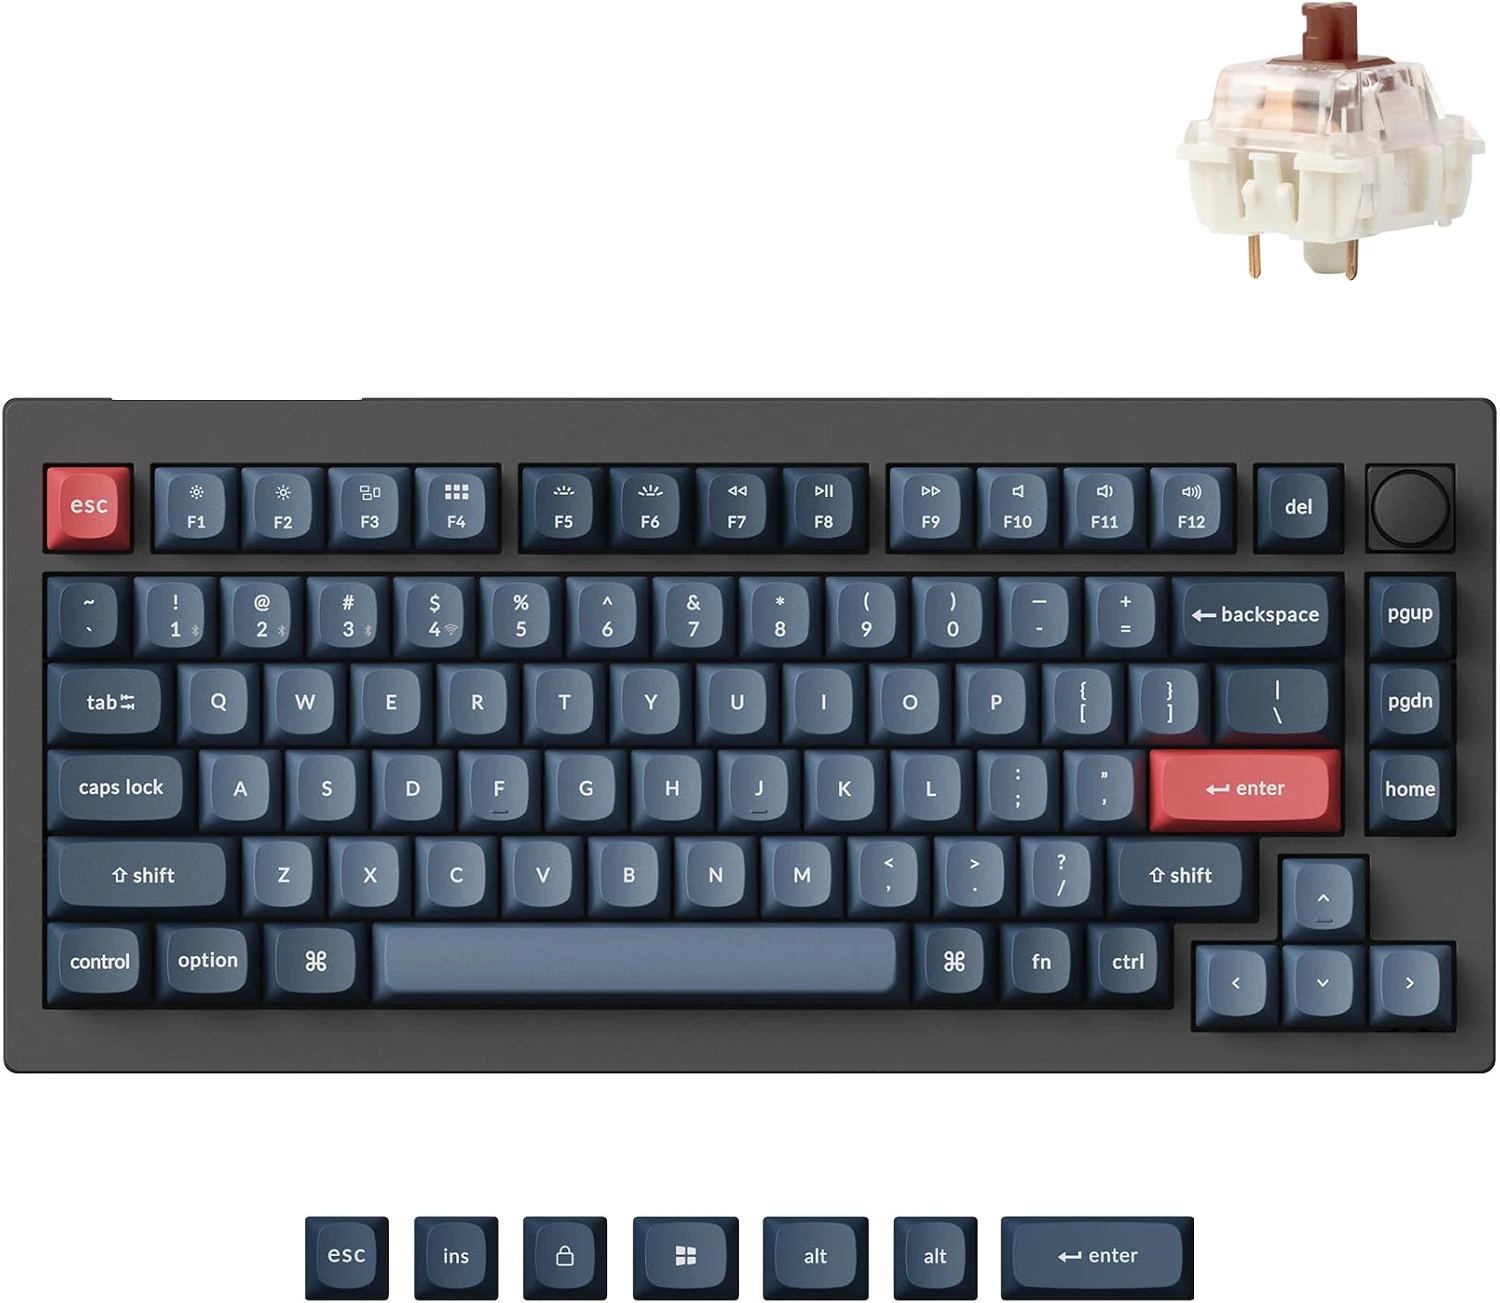 esc F1 F2 F3 F4 F5 F6 F7 F8 F9 F10 F11 F12 del
~ ! @ # $ % ^ & * ( ) — +
` 1 2 3 4 5 6 7 8 9 0 - = backspace pgup
tab Q W E R T Y U I O P { } | pgdn
[ ] \
caps lock A S D F G H J K L : " enter home
; '
shift Z X C V B N M < > ? shift
, . /
^
control option ⌘ ⌘ fn ctrl < ⌄ >
esc ins alt alt enter